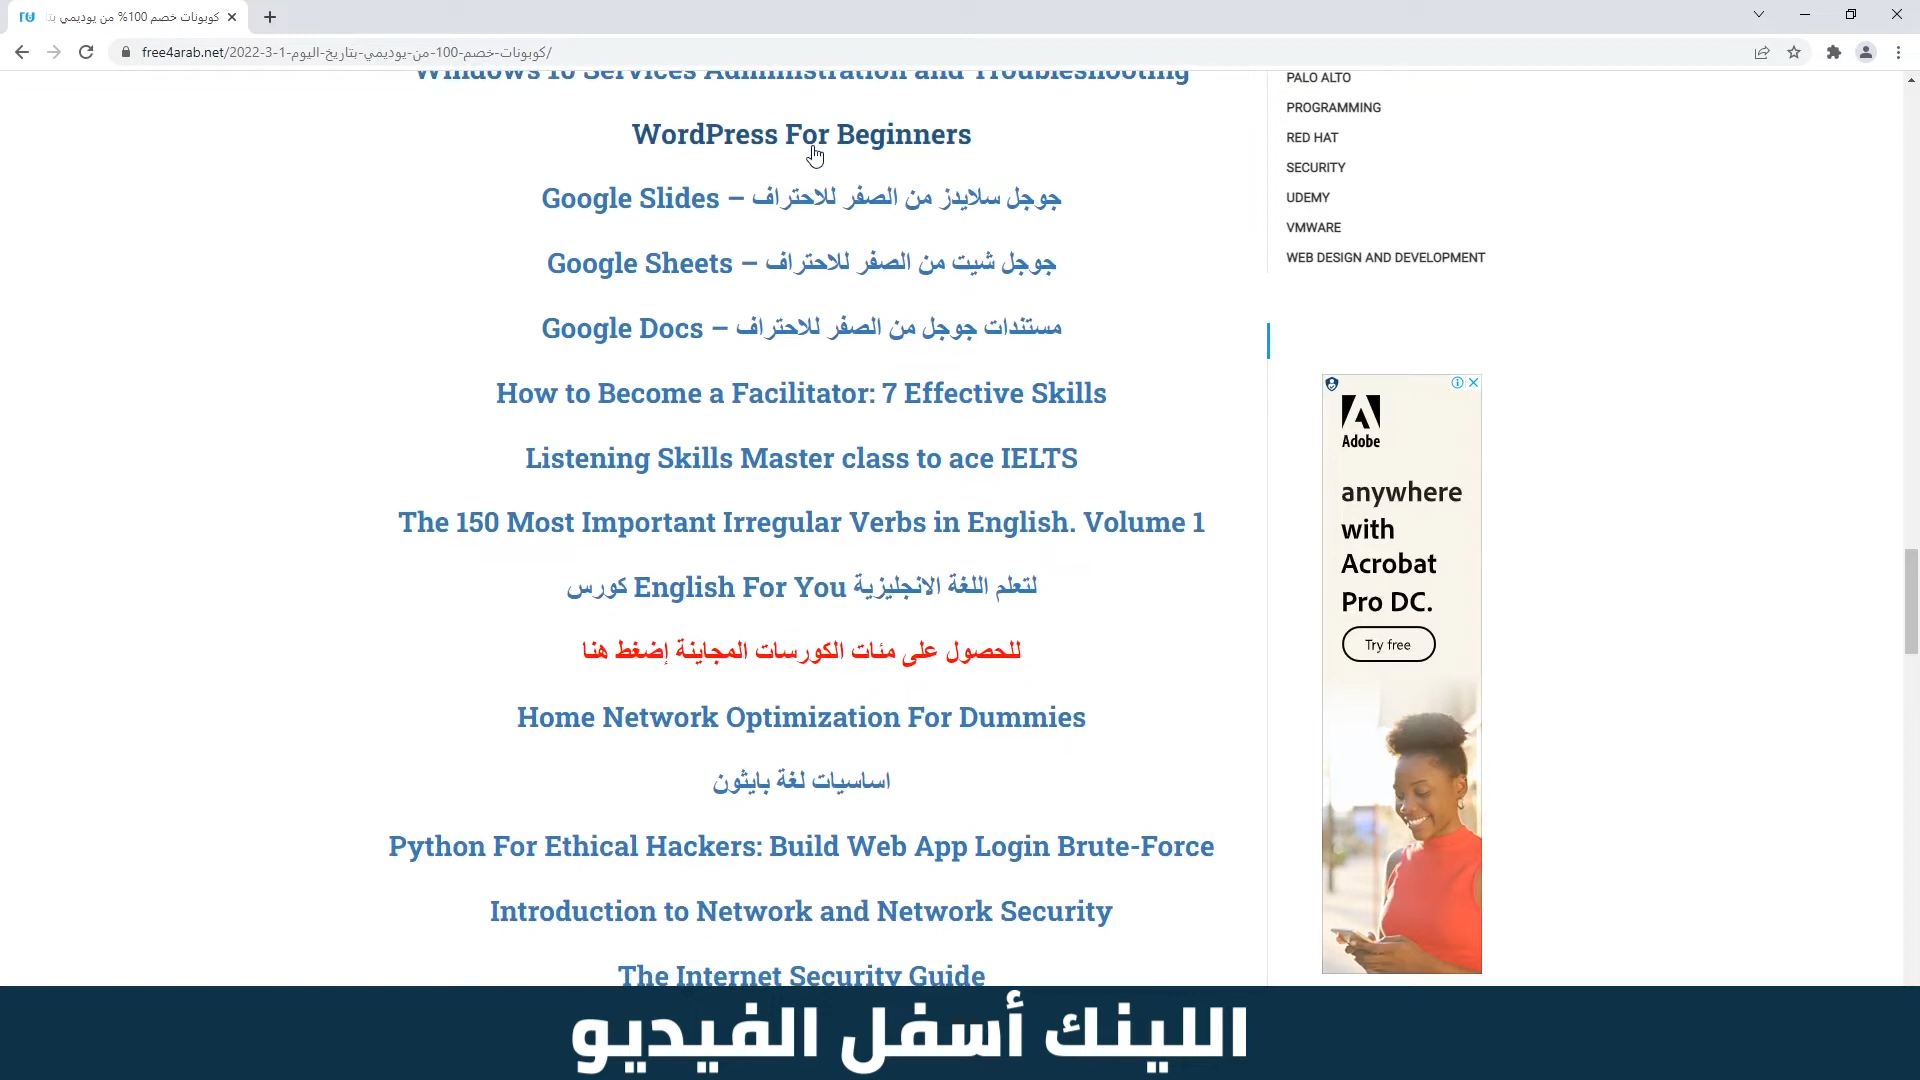 كوبونات خصم 100% من يوديمي بتا
free4arab.net/كوبونات-خصم-100-من-يوديمي-بتاريخ-اليوم-1-3-2022/
Windows 10 Services Administration and Troubleshooting
WordPress For Beginners
Google Slides – جوجل سلايدز من الصفر للاحتراف
Google Sheets – جوجل شيت من الصفر للاحتراف
Google Docs – مستندات جوجل من الصفر للاحتراف
How to Become a Facilitator: 7 Effective Skills
Listening Skills Master class to ace IELTS
The 150 Most Important Irregular Verbs in English. Volume 1
كورس English For You لتعلم اللغة الانجليزية
للحصول على مئات الكورسات المجاينة إضغط هنا
Home Network Optimization For Dummies
اساسيات لغة بايثون
Python For Ethical Hackers: Build Web App Login Brute-Force
Introduction to Network and Network Security
The Internet Security Guide
PALO ALTO
PROGRAMMING
RED HAT
SECURITY
UDEMY
VMWARE
WEB DESIGN AND DEVELOPMENT
Adobe
anywhere
with
Acrobat
Pro DC.
Try free
اللينك أسفل الفيديو